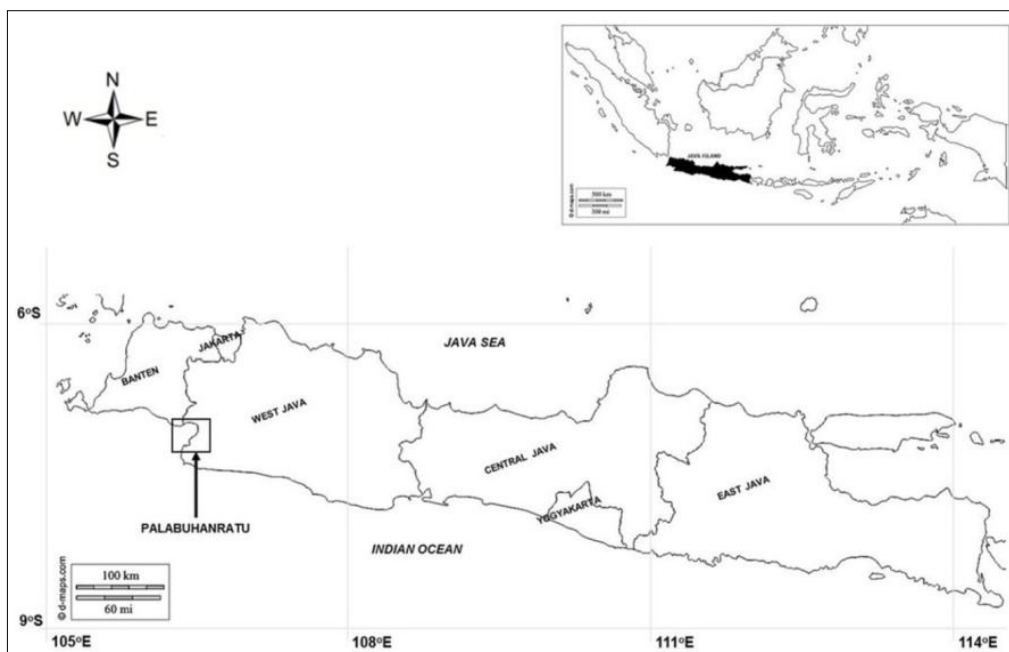 N
W E
S
JAVA ISLAND
500 km
300 mi
© d-maps.com
6°S
JAVA SEA
JAKARTA
BANTEN
WEST JAVA
CENTRAL JAVA
EAST JAVA
YOGYAKARTA
PALABUHANRATU
INDIAN OCEAN
100 km
60 mi
© d-maps.com
9°S
105°E 108°E 111°E 114°E